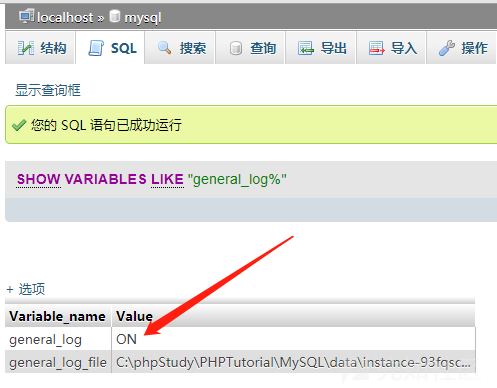 localhost » mysql
结构 SQL 搜索 查询 导出 导入 操作
显示查询框
您的 SQL 语句已成功运行
SHOW VARIABLES LIKE "general_log%"
+ 选项
Variable_name Value
general_log ON
general_log_file C:\phpStudy\PHPTutorial\MySQL\data\instance-93fqsc...